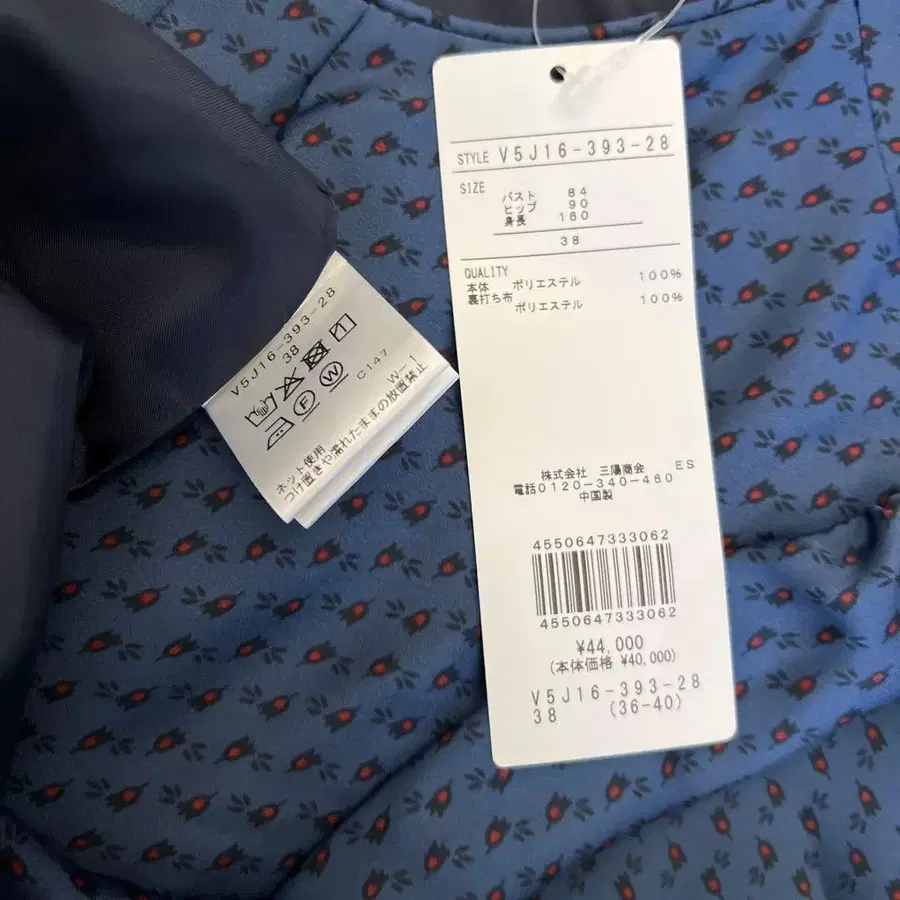 STYLE V5J16-393-28
SIZE
バスト 84
ヒップ 90
身長 160
38
QUALITY
本体 ポリエステル 100%
裏打ち布 ポリエステル 100%
株式会社 三陽商会 ES
電話0120-340-460
中国製
4550647333062
4550647333062
¥44,000
(本体価格 ¥40,000)
V5J16-393-28
38 (36-40)
V5J16-393-28
38
F W
C147
W-1
ネット使用
つけ置きや濡れたままの放置禁止